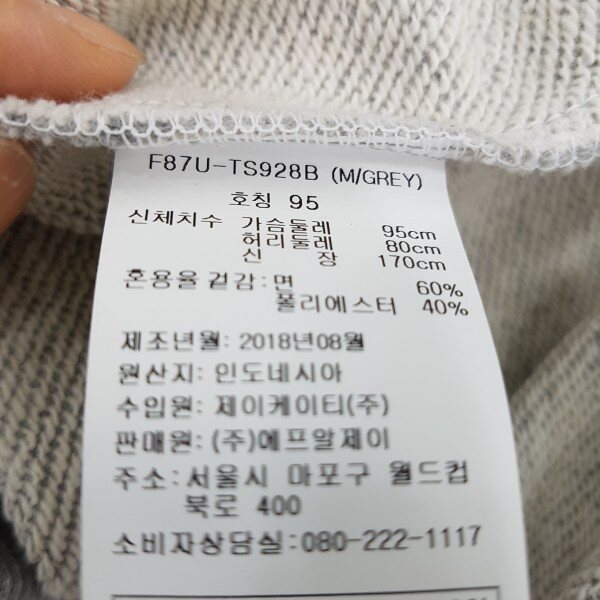 F87U-TS928B (M/GREY)
호칭 95
신체치수 가슴둘레 95cm
허리둘레 80cm
신 장 170cm
혼용율 겉감: 면 60%
폴리에스터 40%
제조년월: 2018년08월
원산지: 인도네시아
수입원: 제이케이티(주)
판매원: (주)에프알제이
주소: 서울시 마포구 월드컵
북로 400
소비자상담실: 080-222-1117